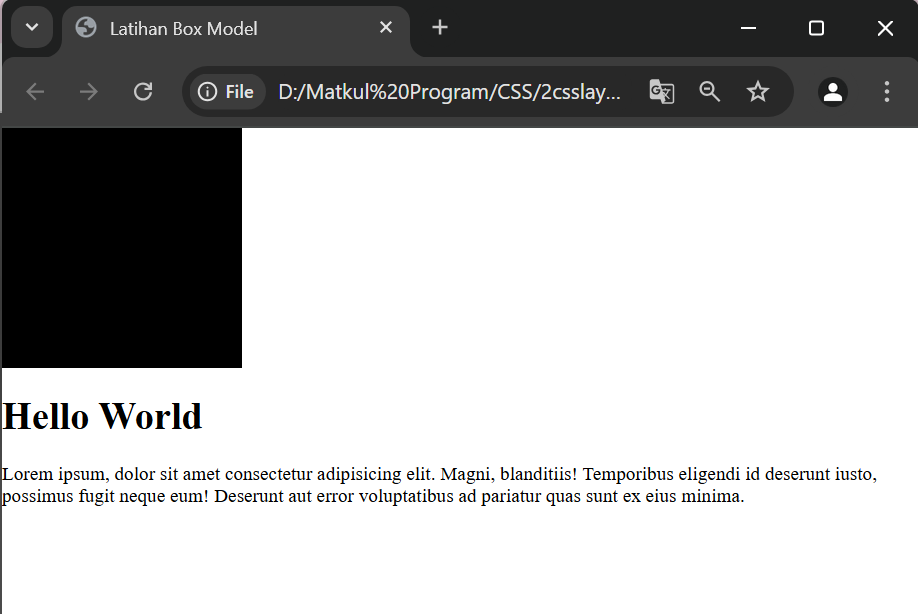 Latihan Box Model
File
D:/Matkul%20Program/CSS/2csslay...
Hello World
Lorem ipsum, dolor sit amet consectetur adipisicing elit. Magni, blanditiis! Temporibus eligendi id deserunt iusto,
possimus fugit neque eum! Deserunt aut error voluptatibus ad pariatur quas sunt ex eius minima.